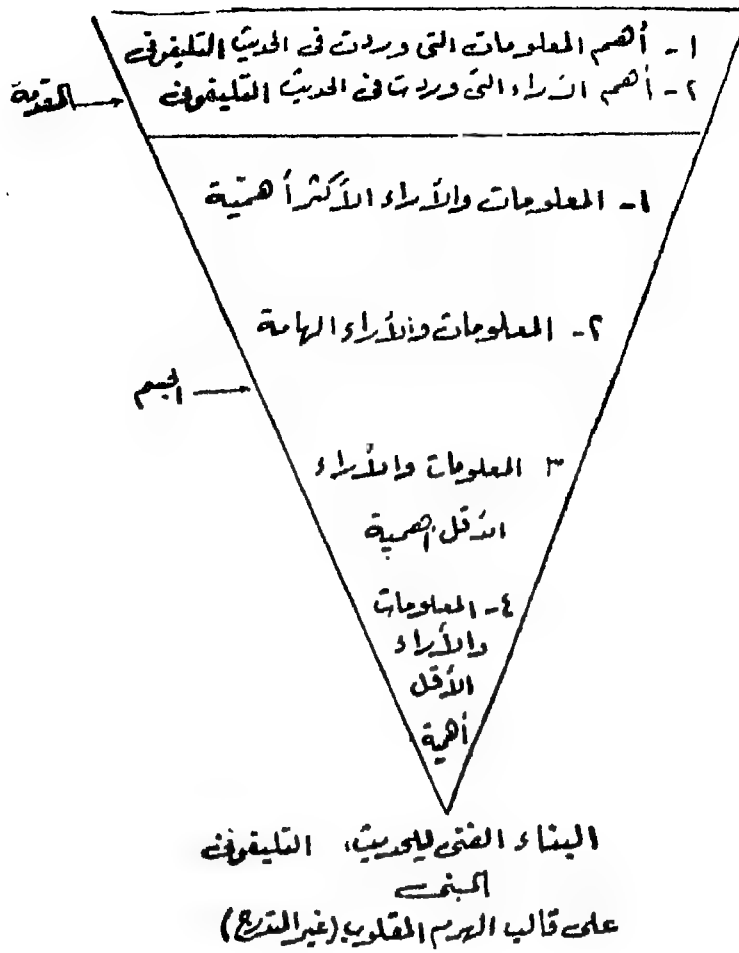 ١- أهم المعلومات التى وردت فى الحديث التليفونى
٢- أهم الآراء التى وردت فى الحديث التليفونى
المقدمة
١- المعلومات والآراء الأكثر أهمية
٢- المعلومات والآراء الهامة
الجسم
٣ المعلومات والآراء
الأقل أهمية
٤- المعلومات
والآراء
الأقل
أهمية
البناء الفنى للحديث التليفونى
المبنى
على قالب الهرم المقلوب (غير المتدرج)